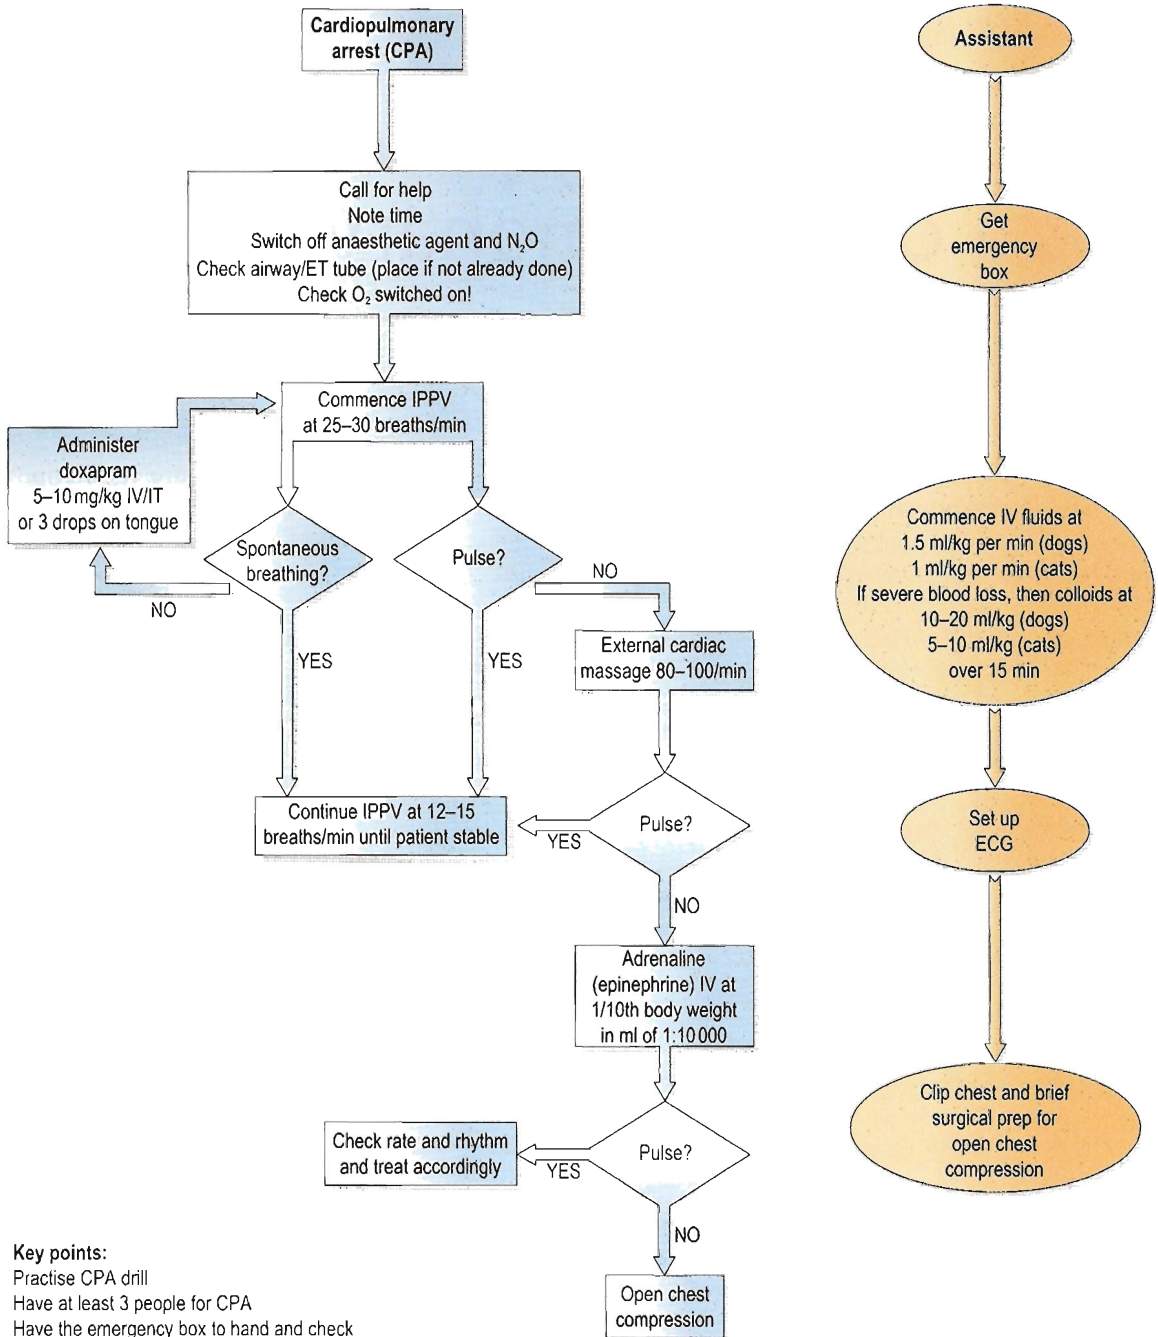 Cardiopulmonary
arrest (CPA)
Call for help
Note time
Switch off anaesthetic agent and N₂O
Check airway/ET tube (place if not already done)
Check O₂ switched on!
Commence IPPV
at 25–30 breaths/min
Administer
doxapram
5–10 mg/kg IV/IT
or 3 drops on tongue
Spontaneous
breathing?
NO
YES
Pulse?
NO
YES
External cardiac
massage 80–100/min
Continue IPPV at 12–15
breaths/min until patient stable
Pulse?
YES
NO
Adrenaline
(epinephrine) IV at
1/10th body weight
in ml of 1:10 000
Pulse?
YES
Check rate and rhythm
and treat accordingly
NO
Open chest
compression
Assistant
Get
emergency
box
Commence IV fluids at
1.5 ml/kg per min (dogs)
1 ml/kg per min (cats)
If severe blood loss, then colloids at
10–20 ml/kg (dogs)
5–10 ml/kg (cats)
over 15 min
Set up
ECG
Clip chest and brief
surgical prep for
open chest
compression
Key points:
Practise CPA drill
Have at least 3 people for CPA
Have the emergency box to hand and check